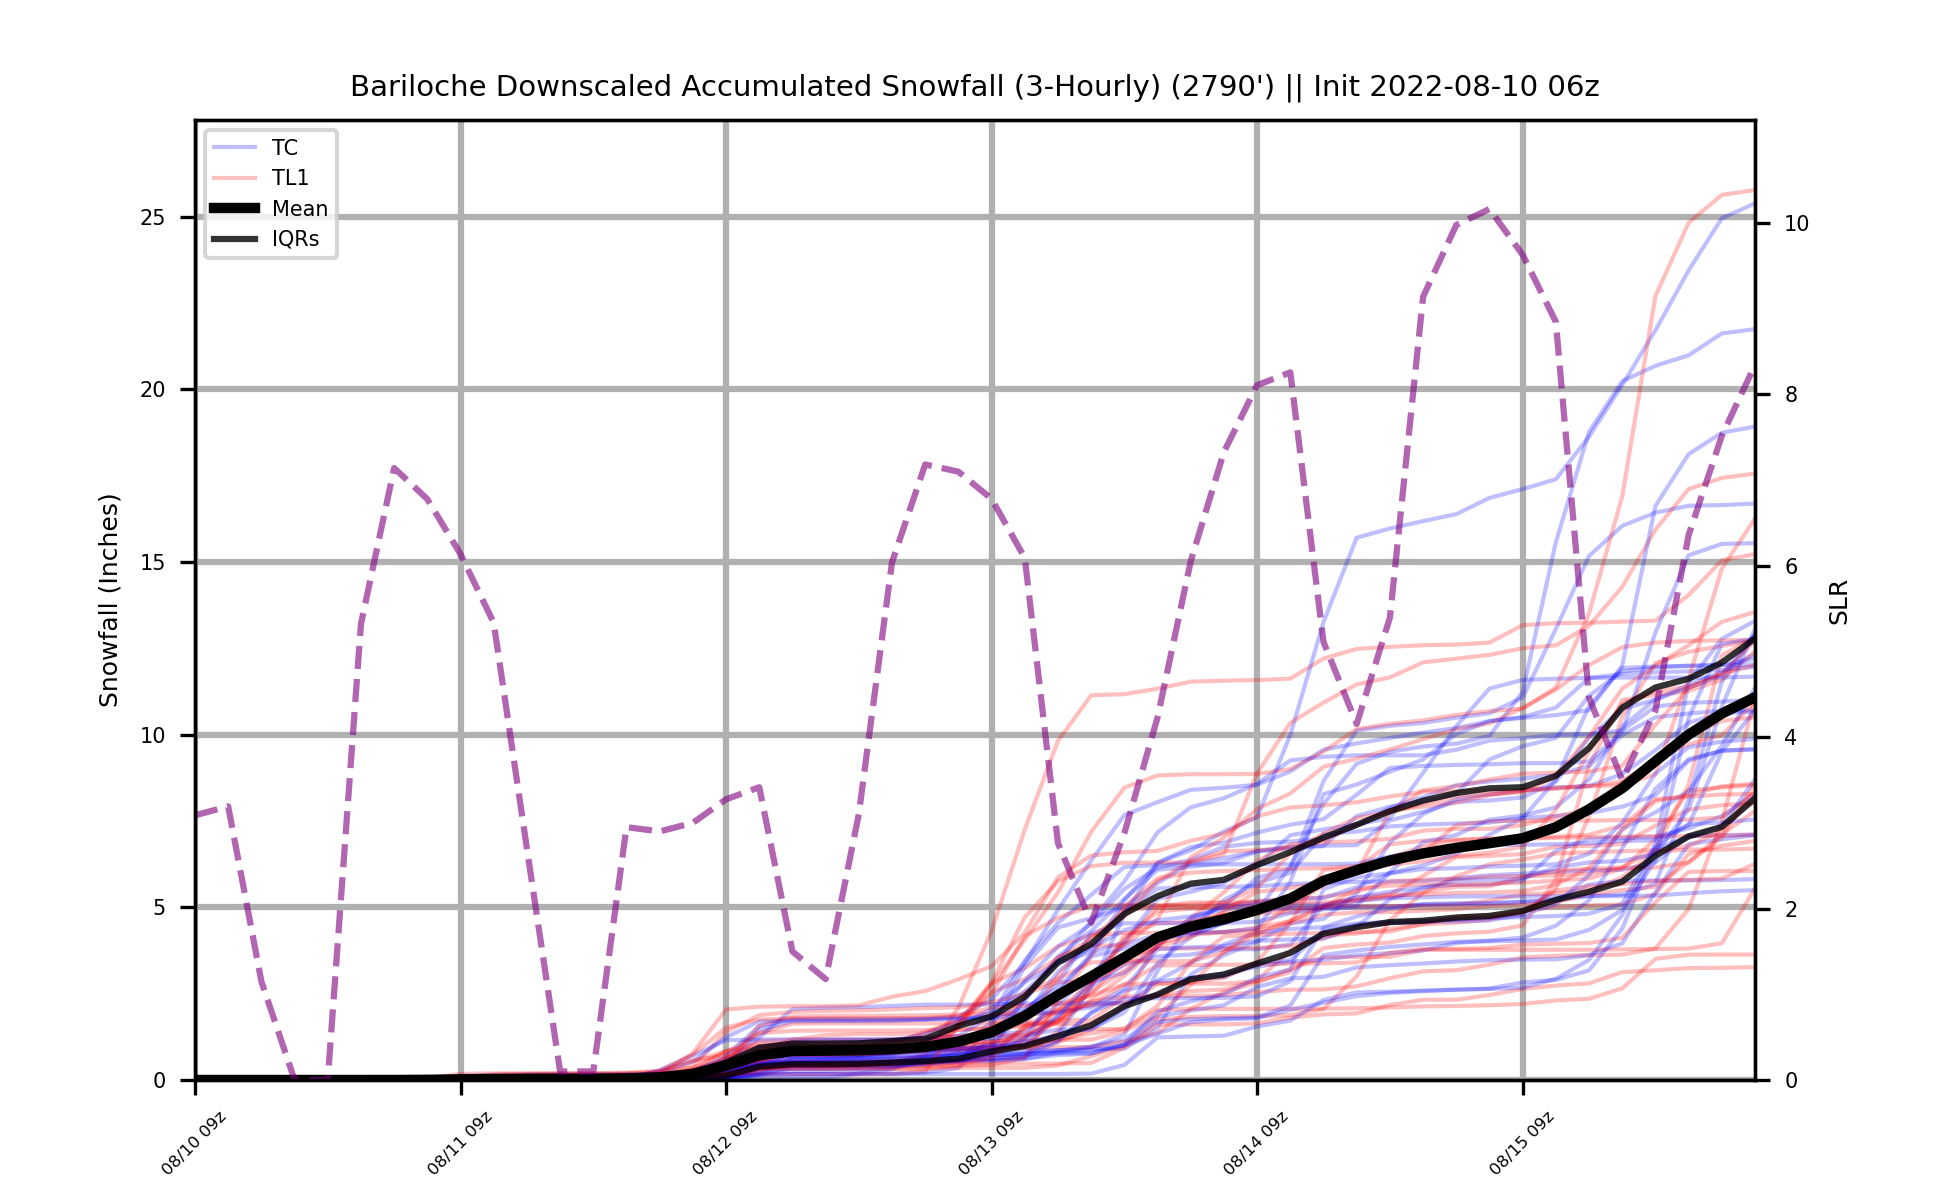 Bariloche Downscaled Accumulated Snowfall (3-Hourly) (2790') || Init 2022-08-10 06z
TC
TL1
Mean
IQRs
Snowfall (Inches)
25
20
15
10
5
0
SLR
10
8
6
4
2
0
08/10 09z
08/11 09z
08/12 09z
08/13 09z
08/14 09z
08/15 09z